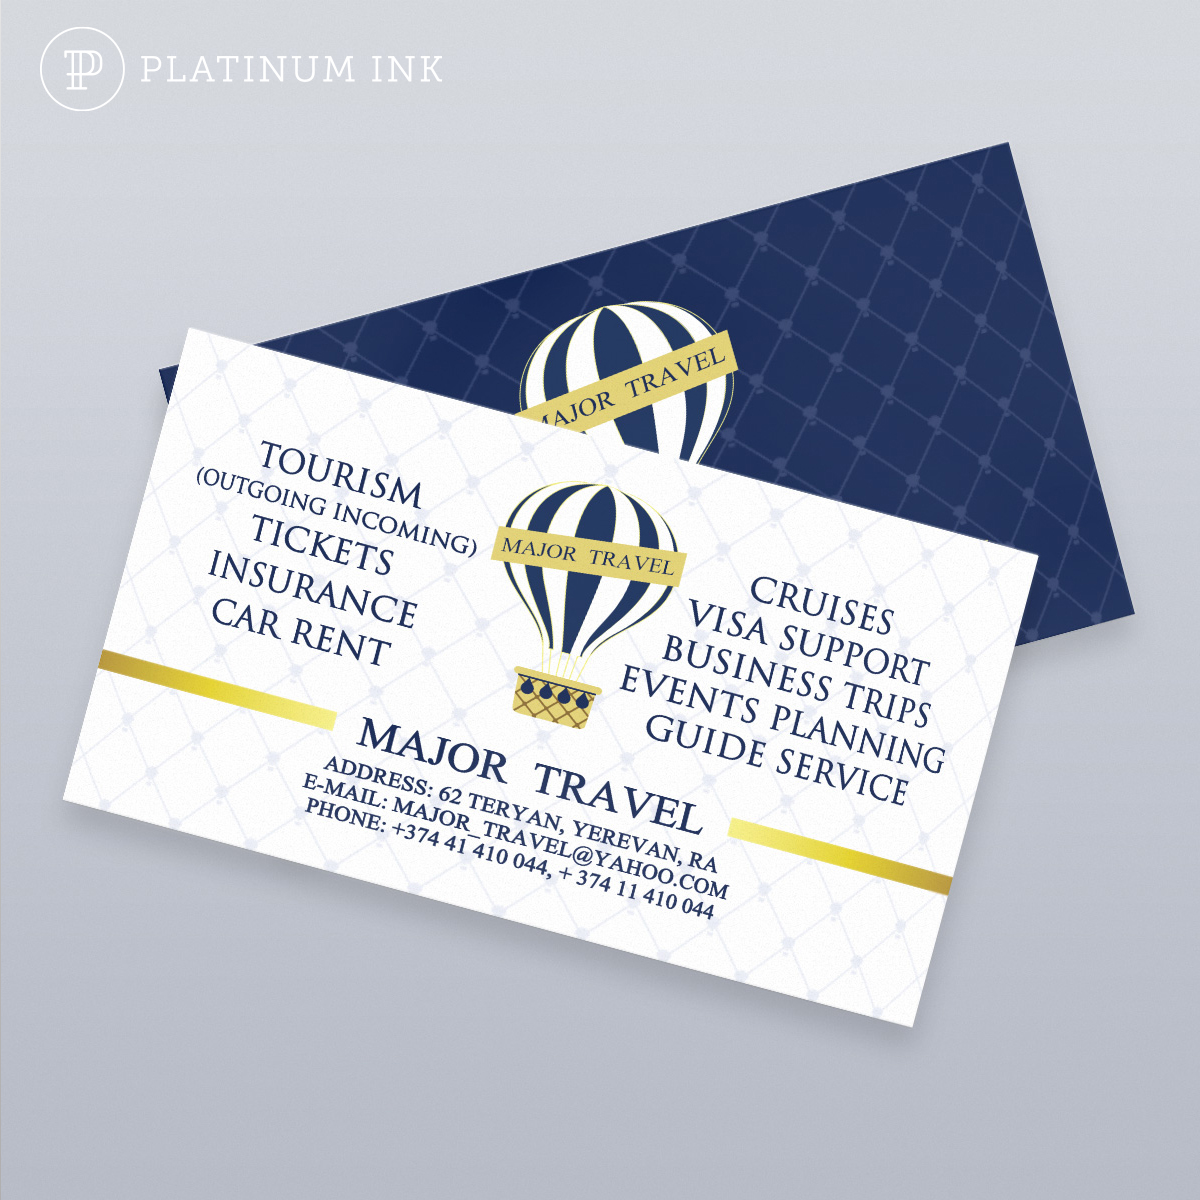 PLATINUM INK
MAJOR TRAVEL
TOURISM
(OUTGOING INCOMING)
TICKETS
INSURANCE
CAR RENT
MAJOR TRAVEL
CRUISES
VISA SUPPORT
BUSINESS TRIPS
EVENTS PLANNING
GUIDE SERVICE
MAJOR TRAVEL
ADDRESS: 62 TERYAN, YEREVAN, RA
E-MAIL: MAJOR_TRAVEL@YAHOO.COM
PHONE: +374 41 410 044, + 374 11 410 044